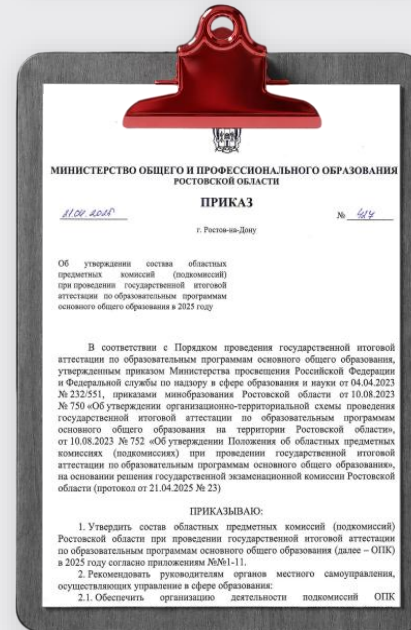 МИНИСТЕРСТВО ОБЩЕГО И ПРОФЕССИОНАЛЬНОГО ОБРАЗОВАНИЯ
РОСТОВСКОЙ ОБЛАСТИ
ПРИКАЗ
№
г. Ростов-на-Дону
Об утверждении состава областных
предметных комиссий (подкомиссий)
при проведении государственной итоговой
аттестации по образовательным программам
основного общего образования в 2025 году
В соответствии с Порядком проведения государственной итоговой
аттестации по образовательным программам основного общего образования,
утвержденным приказом Министерства просвещения Российской Федерации
и Федеральной службы по надзору в сфере образования и науки от 04.04.2023
№ 232/551, приказами минобразования Ростовской области от 10.08.2023
№ 750 «Об утверждении организационно-территориальной схемы проведения
государственной итоговой аттестации по образовательным программам
основного общего образования на территории Ростовской области»,
от 10.08.2023 № 752 «Об утверждении Положения об областных предметных
комиссиях (подкомиссиях) при проведении государственной итоговой
аттестации по образовательным программам основного общего образования»,
на основании решения государственной экзаменационной комиссии Ростовской
области (протокол от 21.04.2025 № 23)
ПРИКАЗЫВАЮ:
1. Утвердить состав областных предметных комиссий (подкомиссий)
Ростовской области при проведении государственной итоговой аттестации
по образовательным программам основного общего образования (далее – ОПК)
в 2025 году согласно приложениям №№1-11.
2. Рекомендовать руководителям органов местного самоуправления,
осуществляющих управление в сфере образования:
2.1. Обеспечить организацию деятельности подкомиссий ОПК